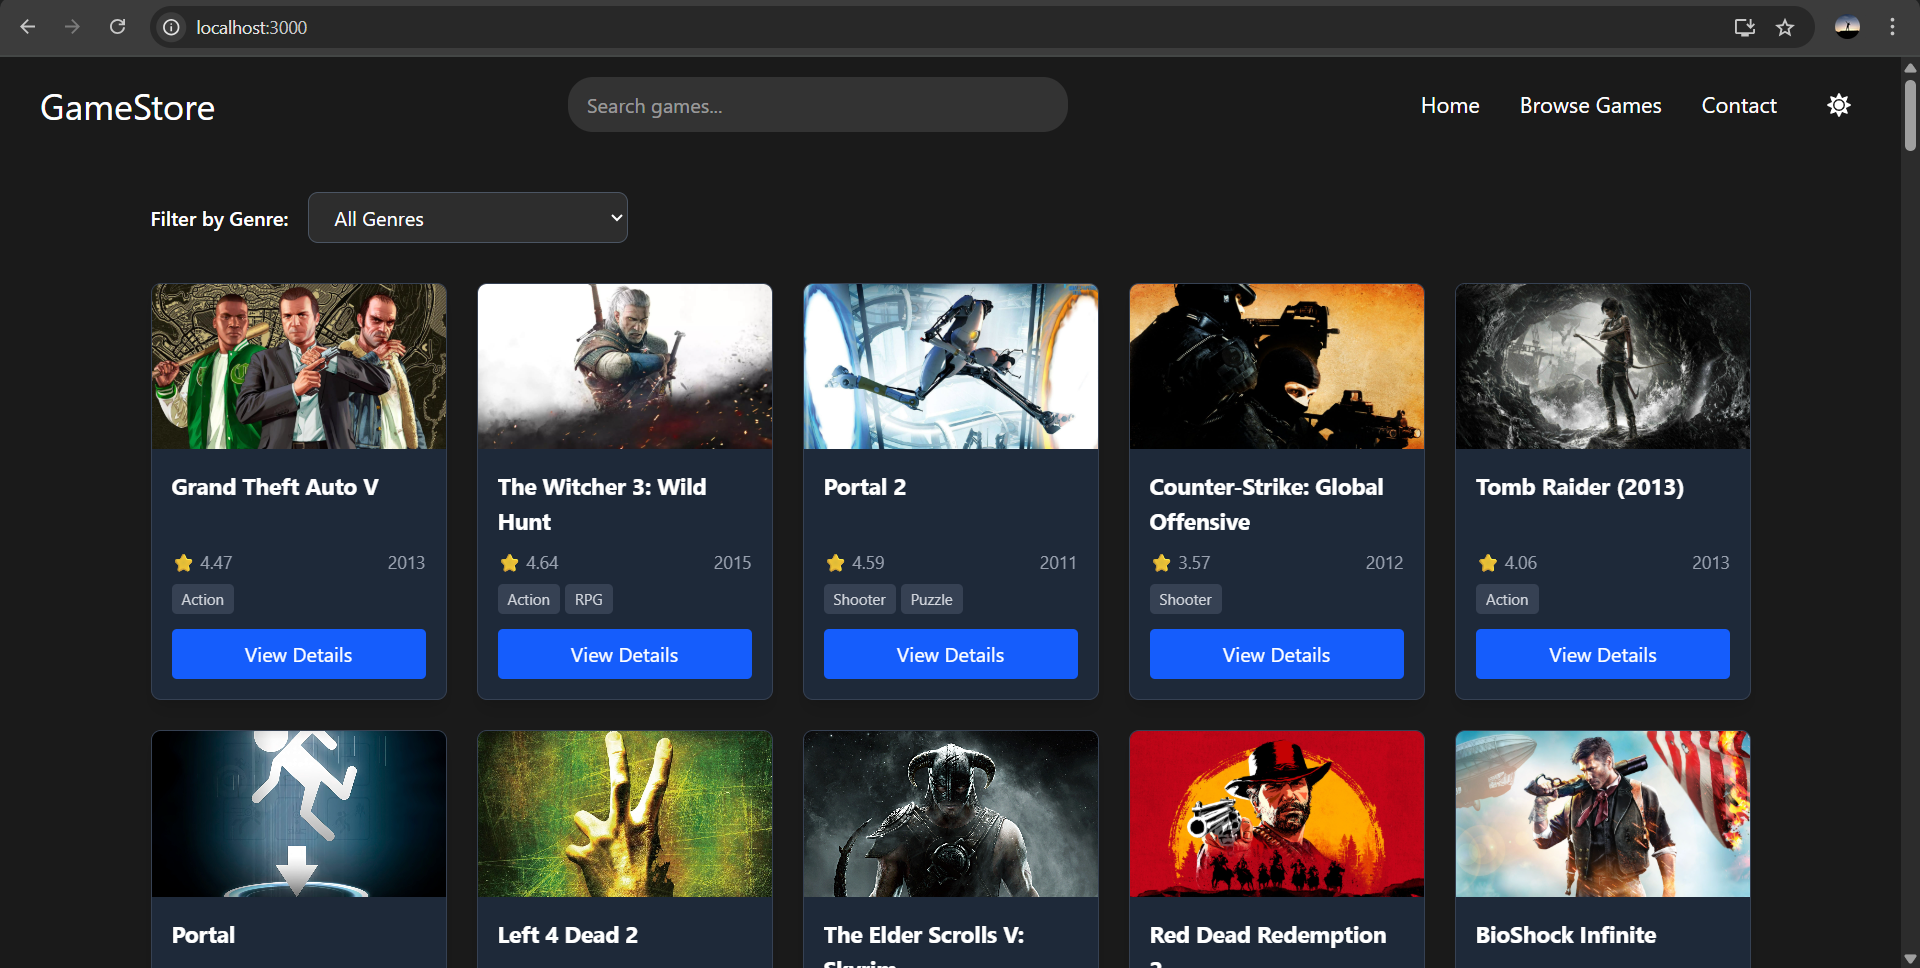 localhost:3000
GameStore
Search games...
Home
Browse Games
Contact
Filter by Genre:
All Genres
Grand Theft Auto V
4.47
2013
Action
View Details
The Witcher 3: Wild
Hunt
4.64
2015
Action
RPG
View Details
Portal 2
4.59
2011
Shooter
Puzzle
View Details
Counter-Strike: Global
Offensive
3.57
2012
Shooter
View Details
Tomb Raider (2013)
4.06
2013
Action
View Details
Portal
Left 4 Dead 2
The Elder Scrolls V:
Skyrim
Red Dead Redemption
2
BioShock Infinite